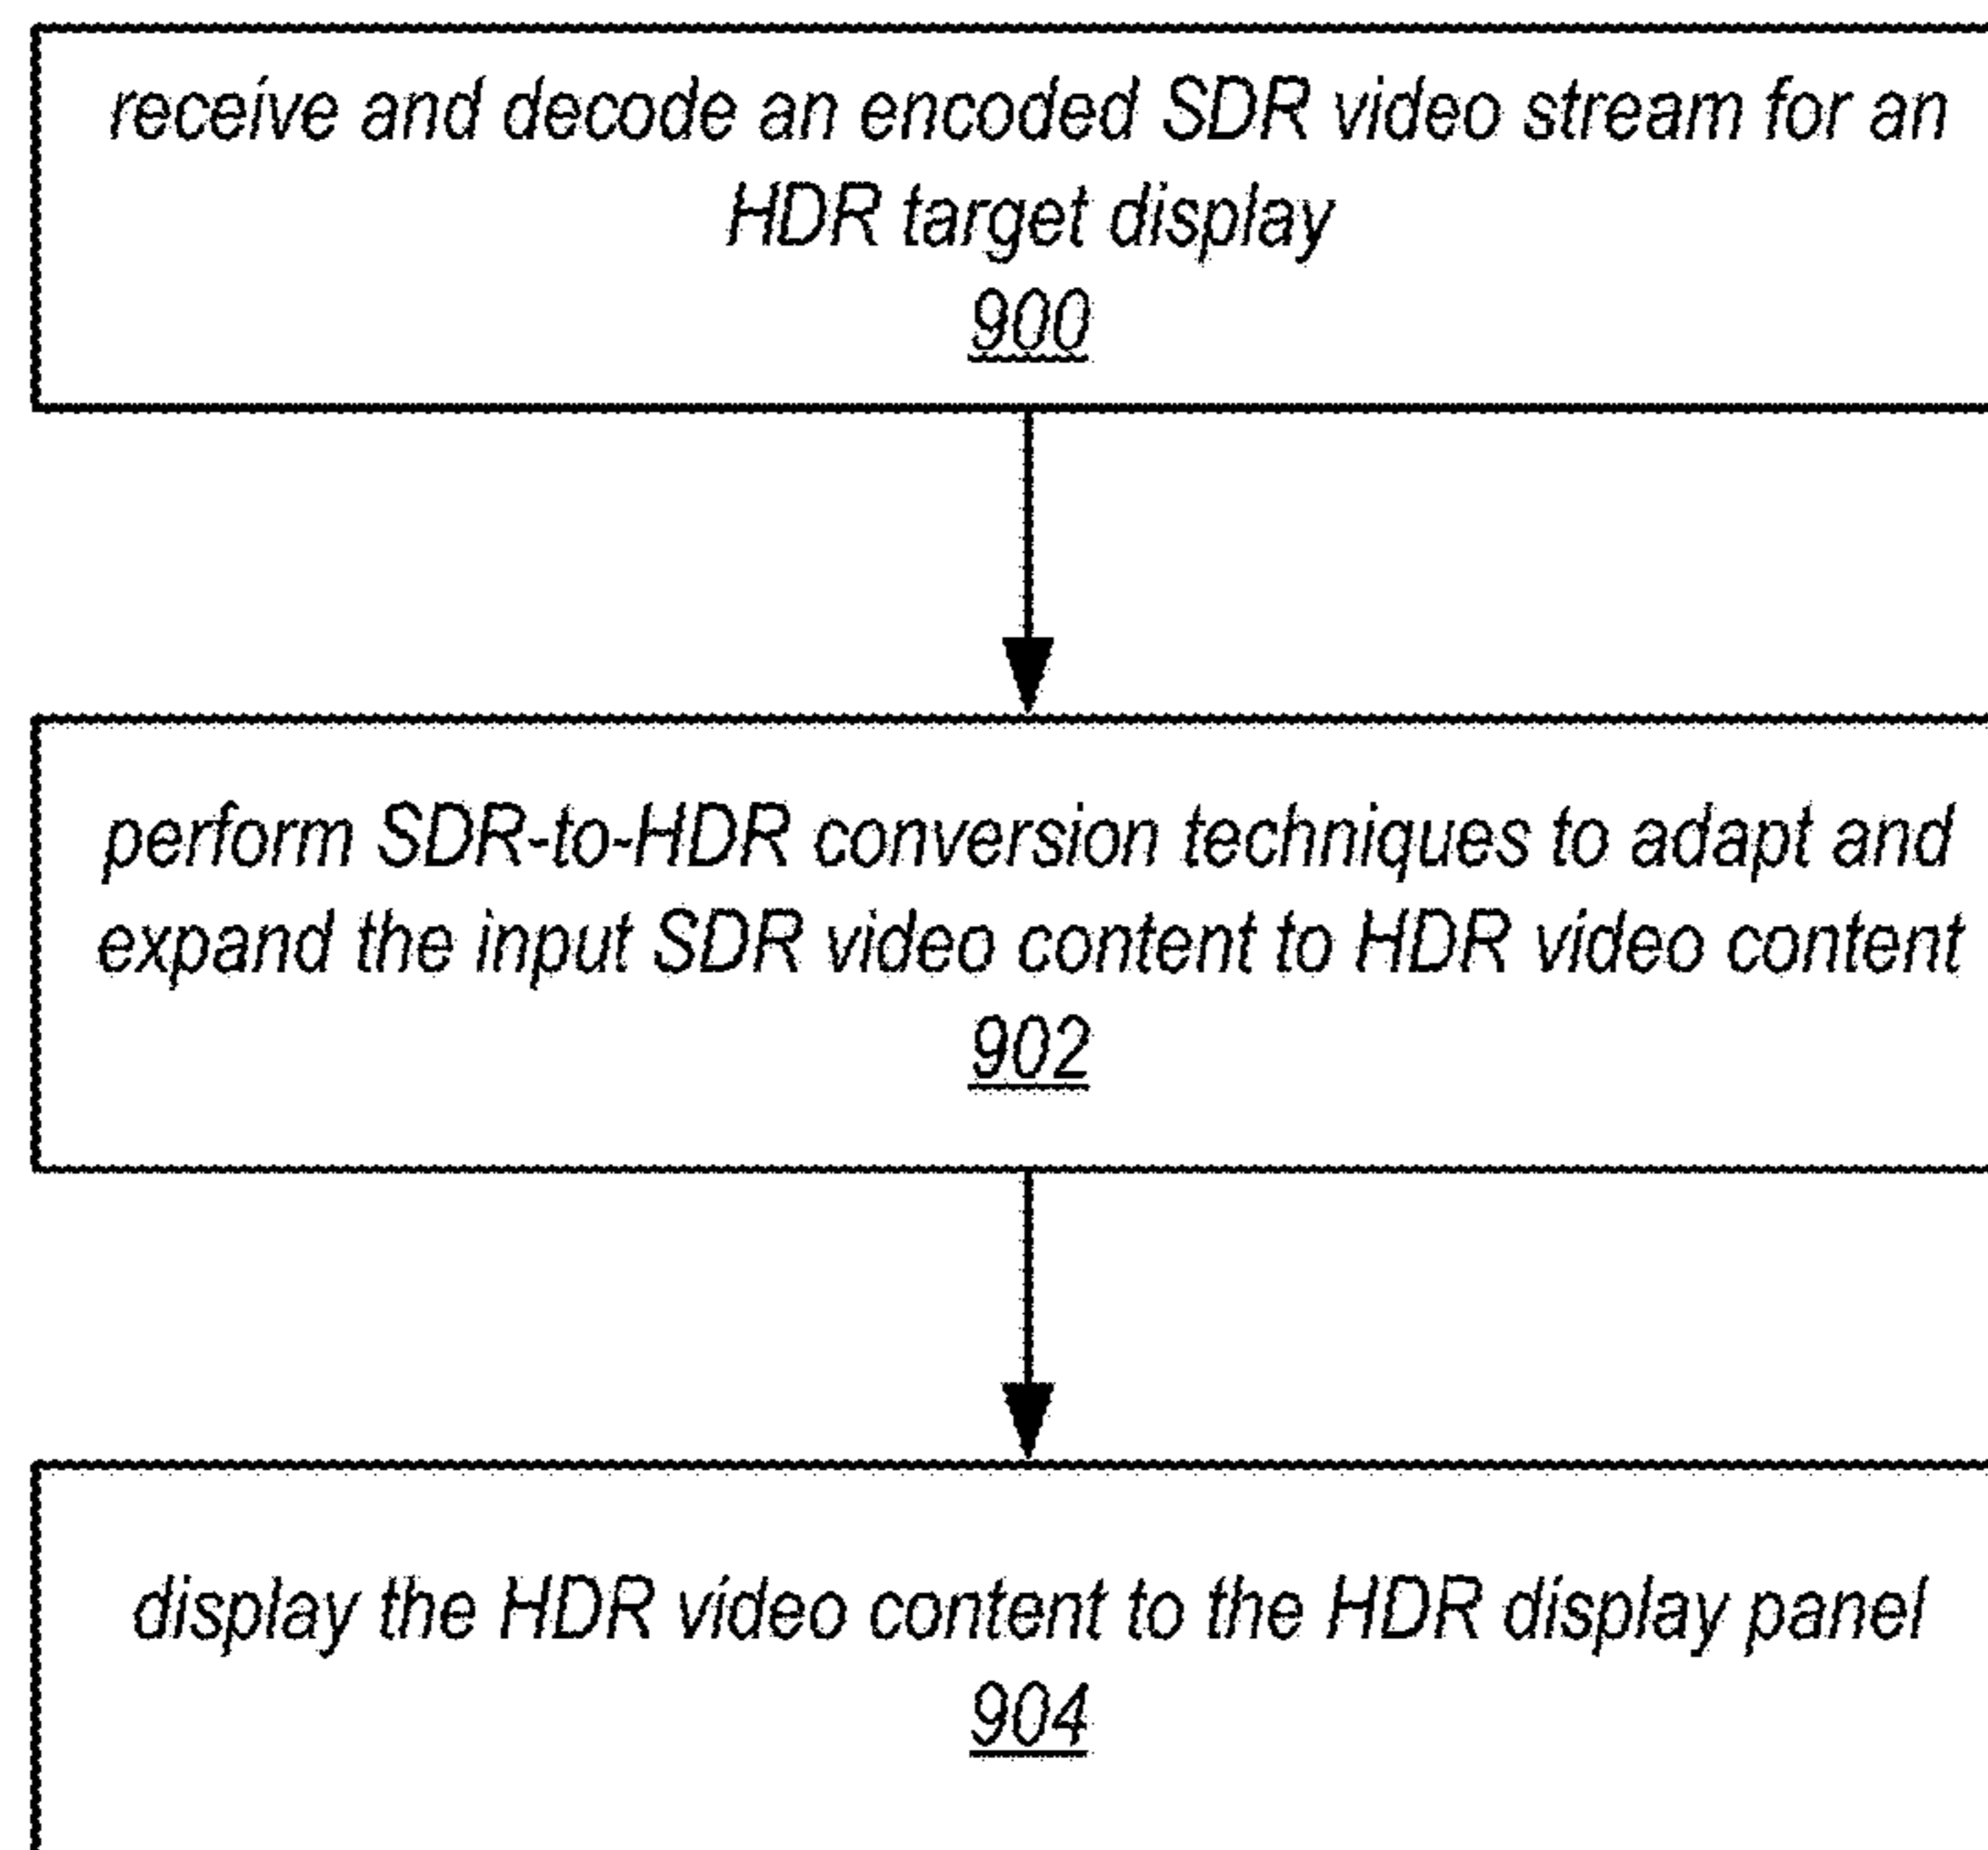 receive and decode an encoded SDR video stream for an
HDR target display
900
perform SDR-to-HDR conversion techniques to adapt and
expand the input SDR video content to HDR video content
902
display the HDR video content to the HDR display panel
904